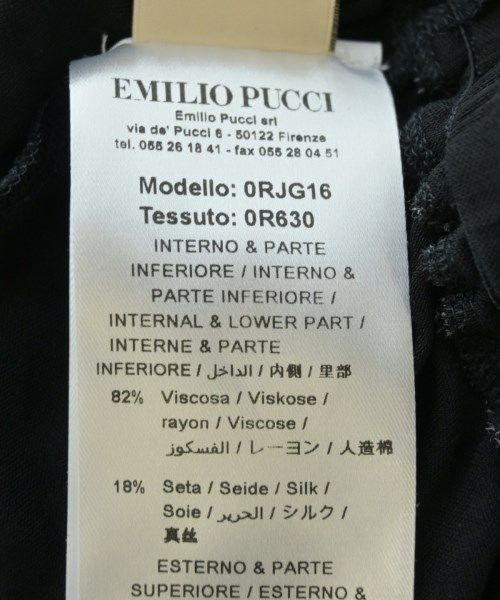 EMILIO PUCCI
Emilio Pucci srl
via de' Pucci 6 - 50122 Firenze
tel. 055 26 18 41 - fax 055 28 04 51
Modello: 0RJG16
Tessuto: 0R630
INTERNO & PARTE
INFERIORE / INTERNO &
PARTE INFERIORE /
INTERNAL & LOWER PART /
INTERNE & PARTE
INFERIORE / الداخل / 内側 / 里部
82% Viscosa / Viskose /
rayon / Viscose /
الفسكوز / レーヨン / 人造棉
18% Seta / Seide / Silk /
Soie / الحرير / シルク /
真丝
ESTERNO & PARTE
SUPERIORE / ESTERNO &